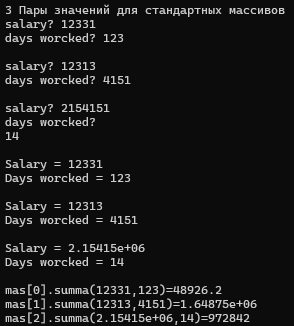 3 Пары значений для стандартных массивов
salary? 12331
days worcked? 123
salary? 12313
days worcked? 4151
salary? 2154151
days worcked?
14
Salary = 12331
Days worcked = 123
Salary = 12313
Days worcked = 4151
Salary = 2.15415e+06
Days worcked = 14
mas[0].summa(12331,123)=48926.2
mas[1].summa(12313,4151)=1.64875e+06
mas[2].summa(2.15415e+06,14)=972842